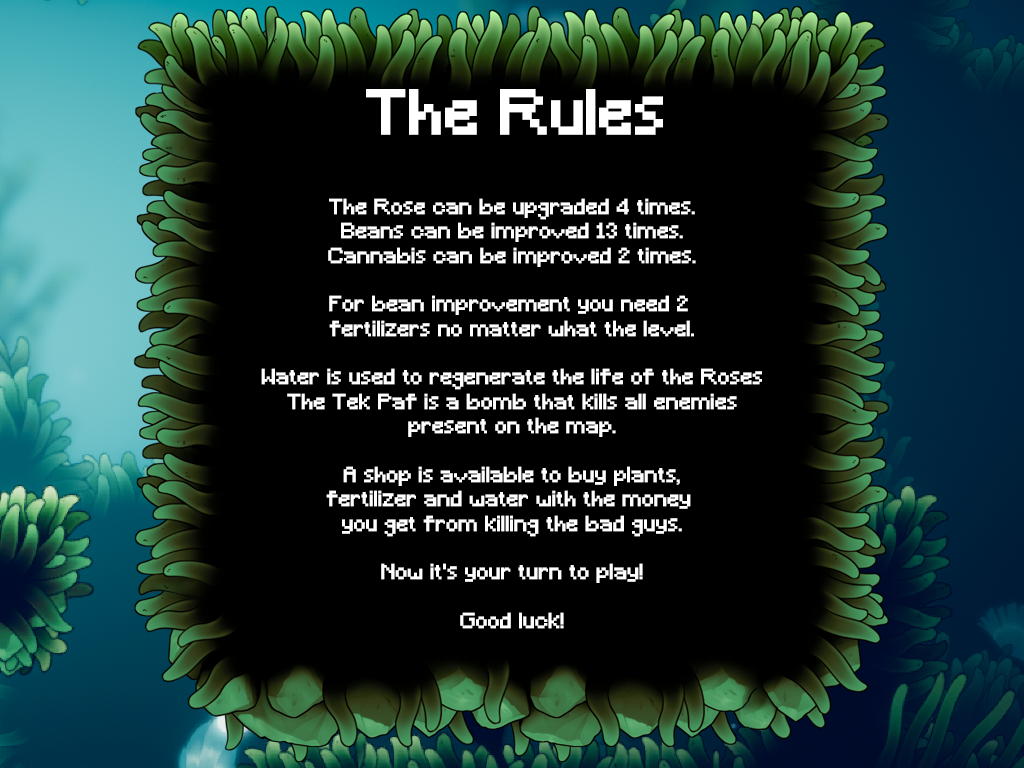 The Rules
The Rose can be upgraded 4 times.
Beans can be improved 13 times.
Cannabis can be improved 2 times.
For bean improvement you need 2
fertilizers no matter what the level.
Water is used to regenerate the life of the Roses
The Tek Paf is a bomb that kills all enemies
present on the map.
A shop is available to buy plants,
fertilizer and water with the money
you get from killing the bad guys.
Now it's your turn to play!
Good luck!